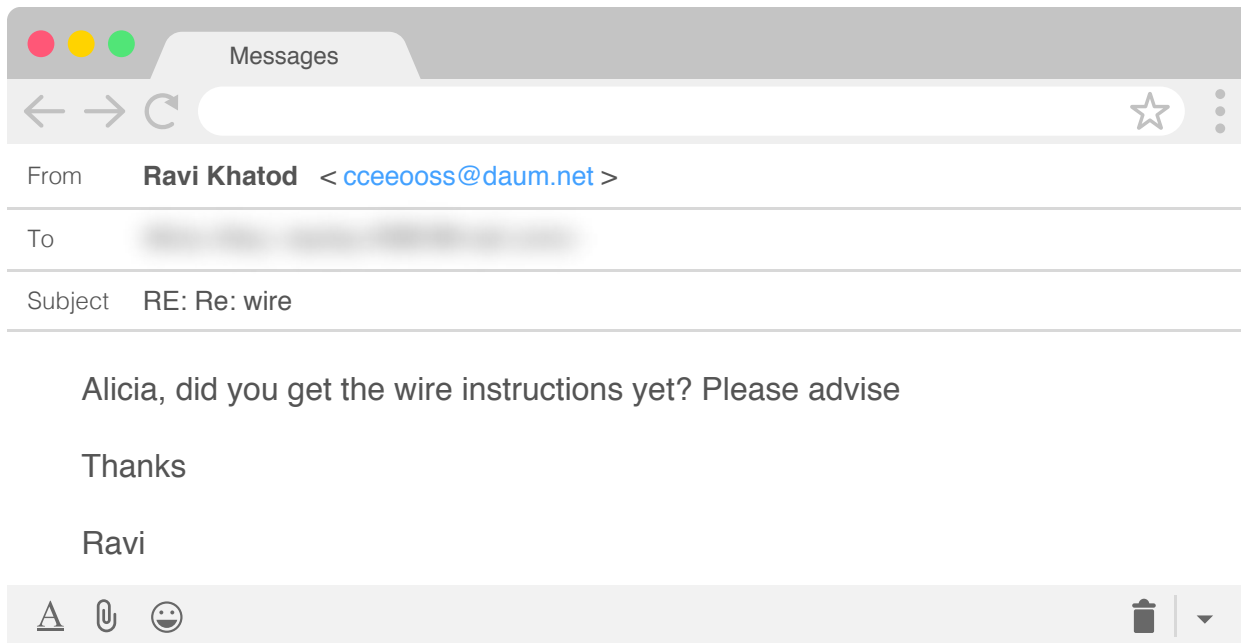 Messages
From Ravi Khatod < cceeooss@daum.net >
To
Subject RE: Re: wire
Alicia, did you get the wire instructions yet? Please advise
Thanks
Ravi
A